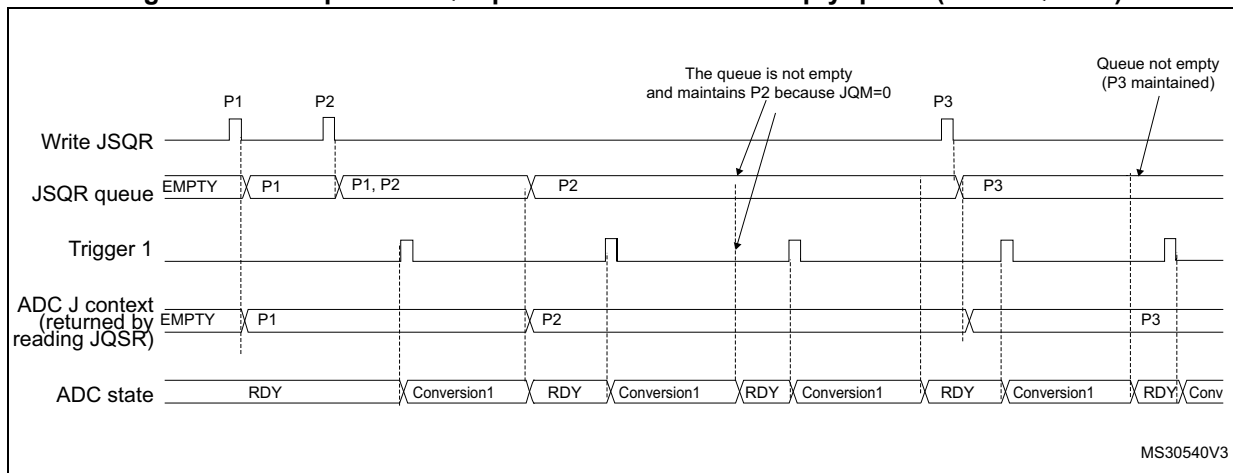 The queue is not empty
and maintains P2 because JQM=0
Queue not empty
(P3 maintained)
P1 P2 P3
Write JSQR
JSQR queue EMPTY P1 P1, P2 P2 P3
Trigger 1
ADC J context
(returned by
reading JQSR)
EMPTY P1 P2 P3
ADC state RDY Conversion1 RDY Conversion1 RDY Conversion1 RDY Conversion1 RDY Conv
MS30540V3